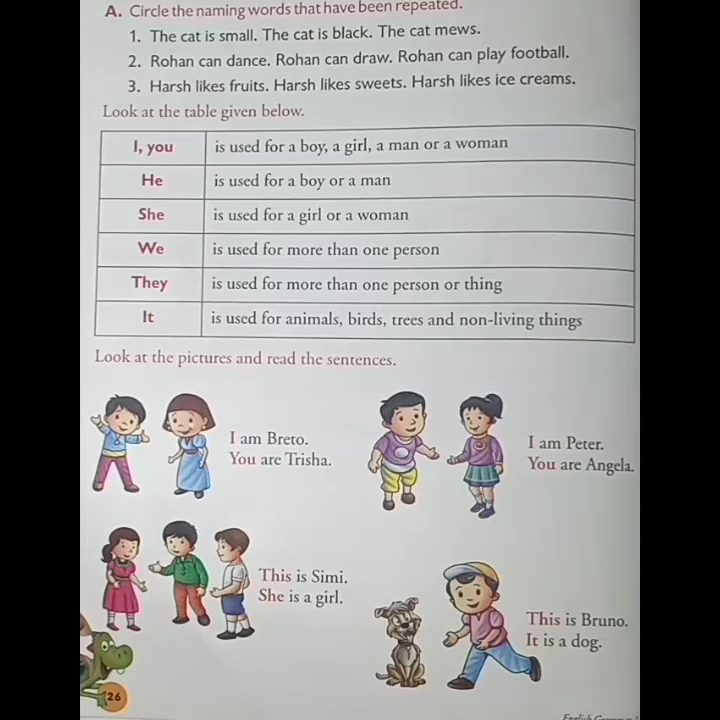 A. Circle the naming words that have been repeated.
1. The cat is small. The cat is black. The cat mews.
2. Rohan can dance. Rohan can draw. Rohan can play football.
3. Harsh likes fruits. Harsh likes sweets. Harsh likes ice creams.
Look at the table given below.
I, you is used for a boy, a girl, a man or a woman
He is used for a boy or a man
She is used for a girl or a woman
We is used for more than one person
They is used for more than one person or thing
It is used for animals, birds, trees and non-living things
Look at the pictures and read the sentences.
I am Breto.
You are Trisha.
I am Peter.
You are Angela.
This is Simi.
She is a girl.
This is Bruno.
It is a dog.
26
English